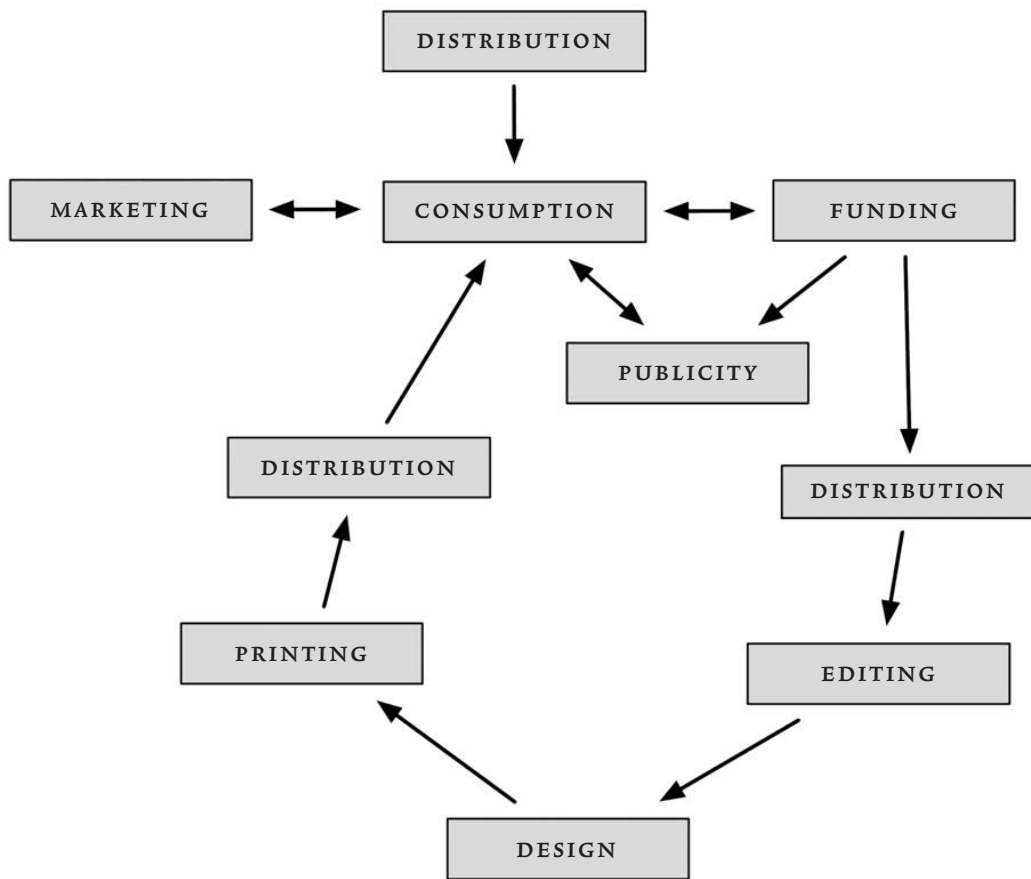 DISTRIBUTION
MARKETING
CONSUMPTION
FUNDING
PUBLICITY
DISTRIBUTION
DISTRIBUTION
PRINTING
EDITING
DESIGN